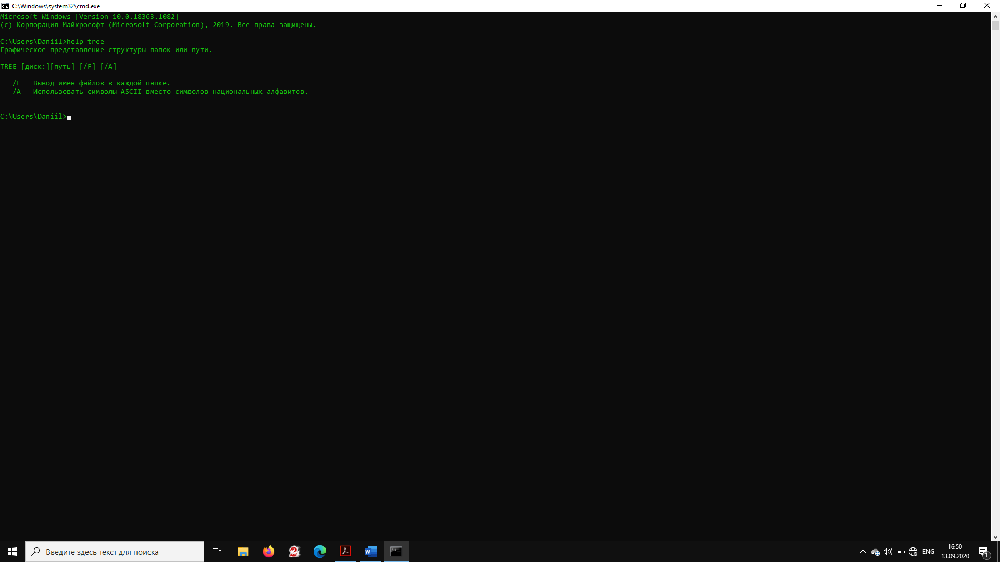 C:\Windows\system32\cmd.exe
Microsoft Windows [Version 10.0.18363.1082]
(c) Корпорация Майкрософт (Microsoft Corporation), 2019. Все права защищены.
C:\Users\Daniil>help tree
Графическое представление структуры папок или пути.
TREE [диск:][путь] [/F] [/A]
/F   Вывод имен файлов в каждой папке.
/A   Использовать символы ASCII вместо символов национальных алфавитов.
C:\Users\Daniil>
Введите здесь текст для поиска
ENG
16:50
13.09.2020
1